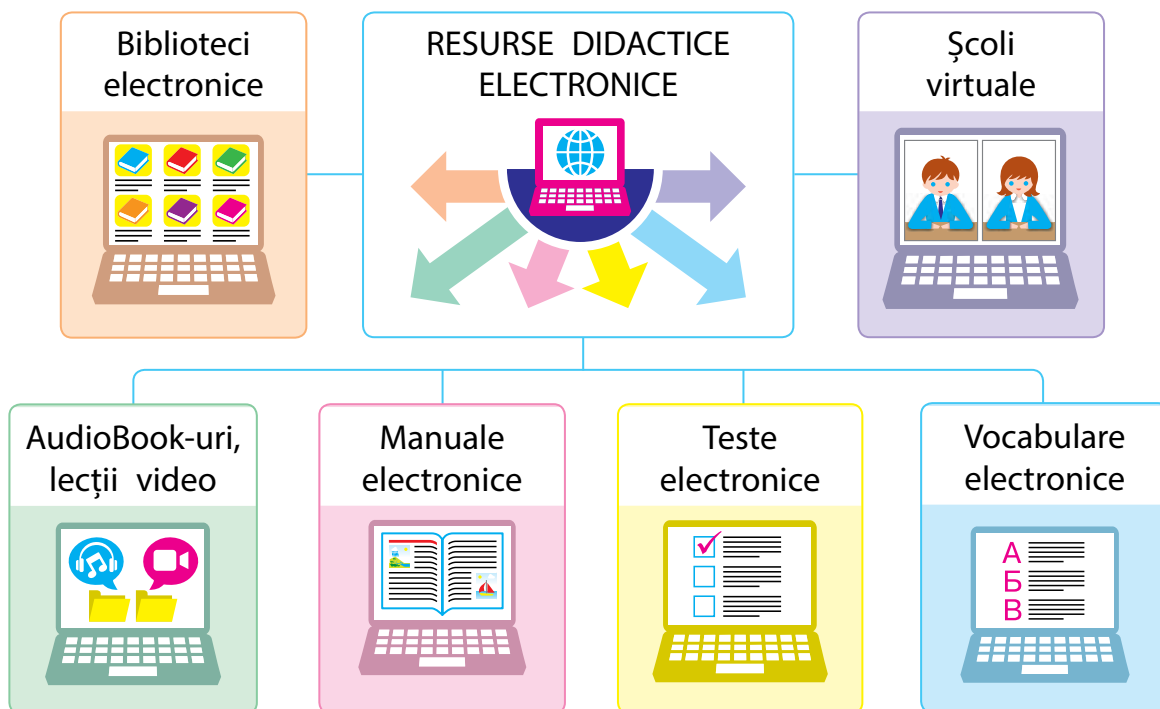 Biblioteci
electronice
RESURSE DIDACTICE
ELECTRONICE
Școli
virtuale
AudioBook-uri,
lecții video
Manuale
electronice
Teste
electronice
Vocabulare
electronice
А
Б
В